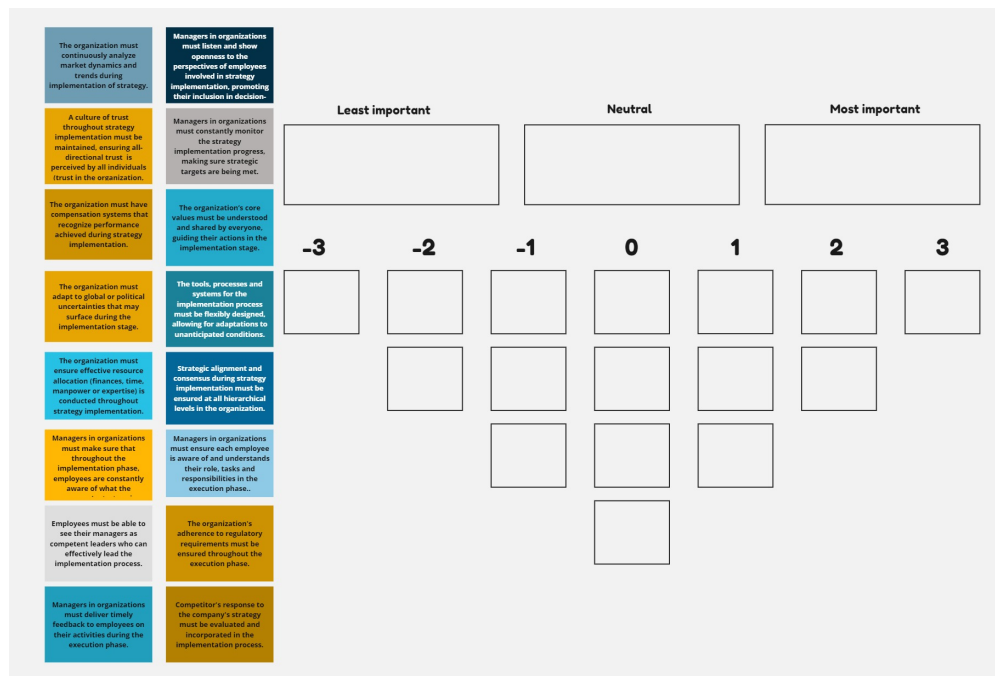 The organization must
continuously analyze
market dynamics and
trends during
implementation of strategy.
Managers in organizations
must listen and show
openness to the
perspectives of employees
involved in strategy
implementation, promoting
their inclusion in decision-
A culture of trust
throughout strategy
implementation must be
maintained, ensuring all-
directional trust is
perceived by all individuals
(trust in the organization,
Managers in organizations
must constantly monitor
the strategy
implementation progress,
making sure strategic
targets are being met.
The organization must have
compensation systems that
recognize performance
achieved during strategy
implementation.
The organization's core
values must be understood
and shared by everyone,
guiding their actions in the
implementation stage.
The organization must
adapt to global or political
uncertainties that may
surface during the
implementation stage.
The tools, processes and
systems for the
implementation process
must be flexibly designed,
allowing for adaptations to
unanticipated conditions.
The organization must
ensure effective resource
allocation (finances, time,
manpower or expertise) is
conducted throughout
strategy implementation.
Strategic alignment and
consensus during strategy
implementation must be
ensured at all hierarchical
levels in the organization.
Managers in organizations
must make sure that
throughout the
implementation phase,
employees are constantly
aware of what the
Managers in organizations
must ensure each employee
is aware of and understands
their role, tasks and
responsibilities in the
execution phase..
Employees must be able to
see their managers as
competent leaders who can
effectively lead the
implementation process.
The organization's
adherence to regulatory
requirements must be
ensured throughout the
execution phase.
Managers in organizations
must deliver timely
feedback to employees on
their activities during the
execution phase.
Competitor's response to
the company's strategy
must be evaluated and
incorporated in the
implementation process.
Least important
Neutral
Most important
-3 -2 -1 0 1 2 3